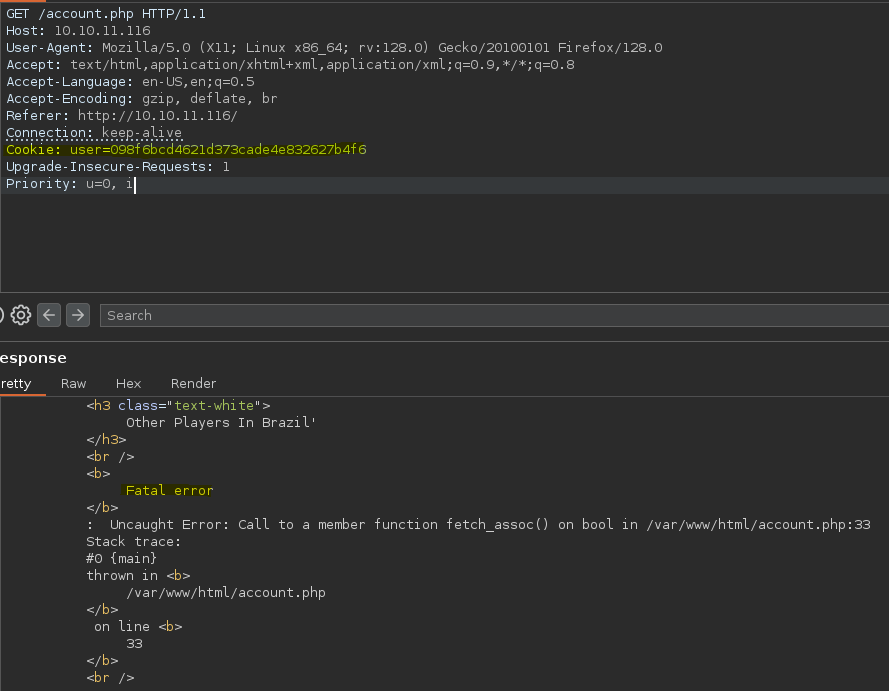 GET /account.php HTTP/1.1
Host: 10.10.11.116
User-Agent: Mozilla/5.0 (X11; Linux x86_64; rv:128.0) Gecko/20100101 Firefox/128.0
Accept: text/html,application/xhtml+xml,application/xml;q=0.9,*/*;q=0.8
Accept-Language: en-US,en;q=0.5
Accept-Encoding: gzip, deflate, br
Referer: http://10.10.11.116/
Connection: keep-alive
Cookie: user=098f6bcd4621d373cade4e832627b4f6
Upgrade-Insecure-Requests: 1
Priority: u=0, i
Search
esponse
retty Raw Hex Render
<h3 class="text-white">
Other Players In Brazil'
</h3>
<br />
<b>
Fatal error
</b>
:  Uncaught Error: Call to a member function fetch_assoc() on bool in /var/www/html/account.php:33
Stack trace:
#0 {main}
thrown in <b>
/var/www/html/account.php
</b>
on line <b>
33
</b>
<br />